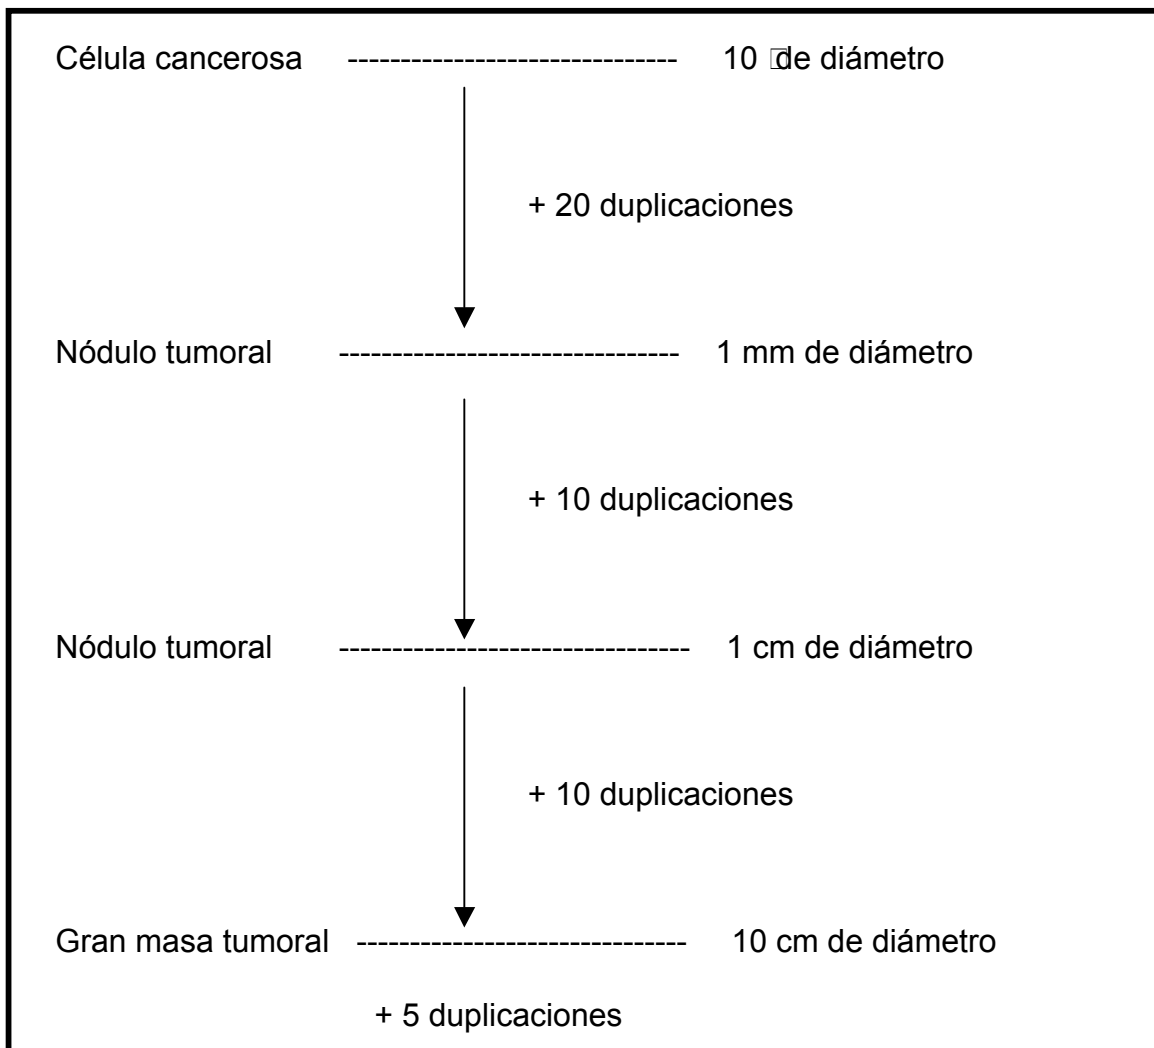 Célula cancerosa ------------------------------- 10 de diámetro
+ 20 duplicaciones
Nódulo tumoral -------------------------------- 1 mm de diámetro
+ 10 duplicaciones
Nódulo tumoral --------------------------------- 1 cm de diámetro
+ 10 duplicaciones
Gran masa tumoral ------------------------------- 10 cm de diámetro
+ 5 duplicaciones